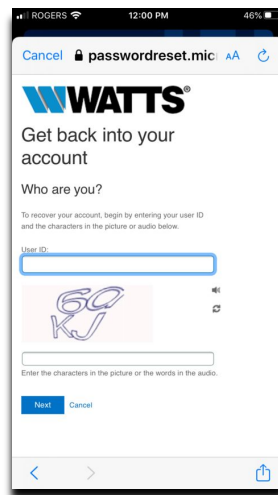 ROGERS 12:00 PM 46%
Cancel passwordreset.mic AA
WATTS®
Get back into your
account
Who are you?
To recover your account, begin by entering your user ID
and the characters in the picture or audio below.
User ID:
KJ
Enter the characters in the picture or the words in the audio.
Next Cancel